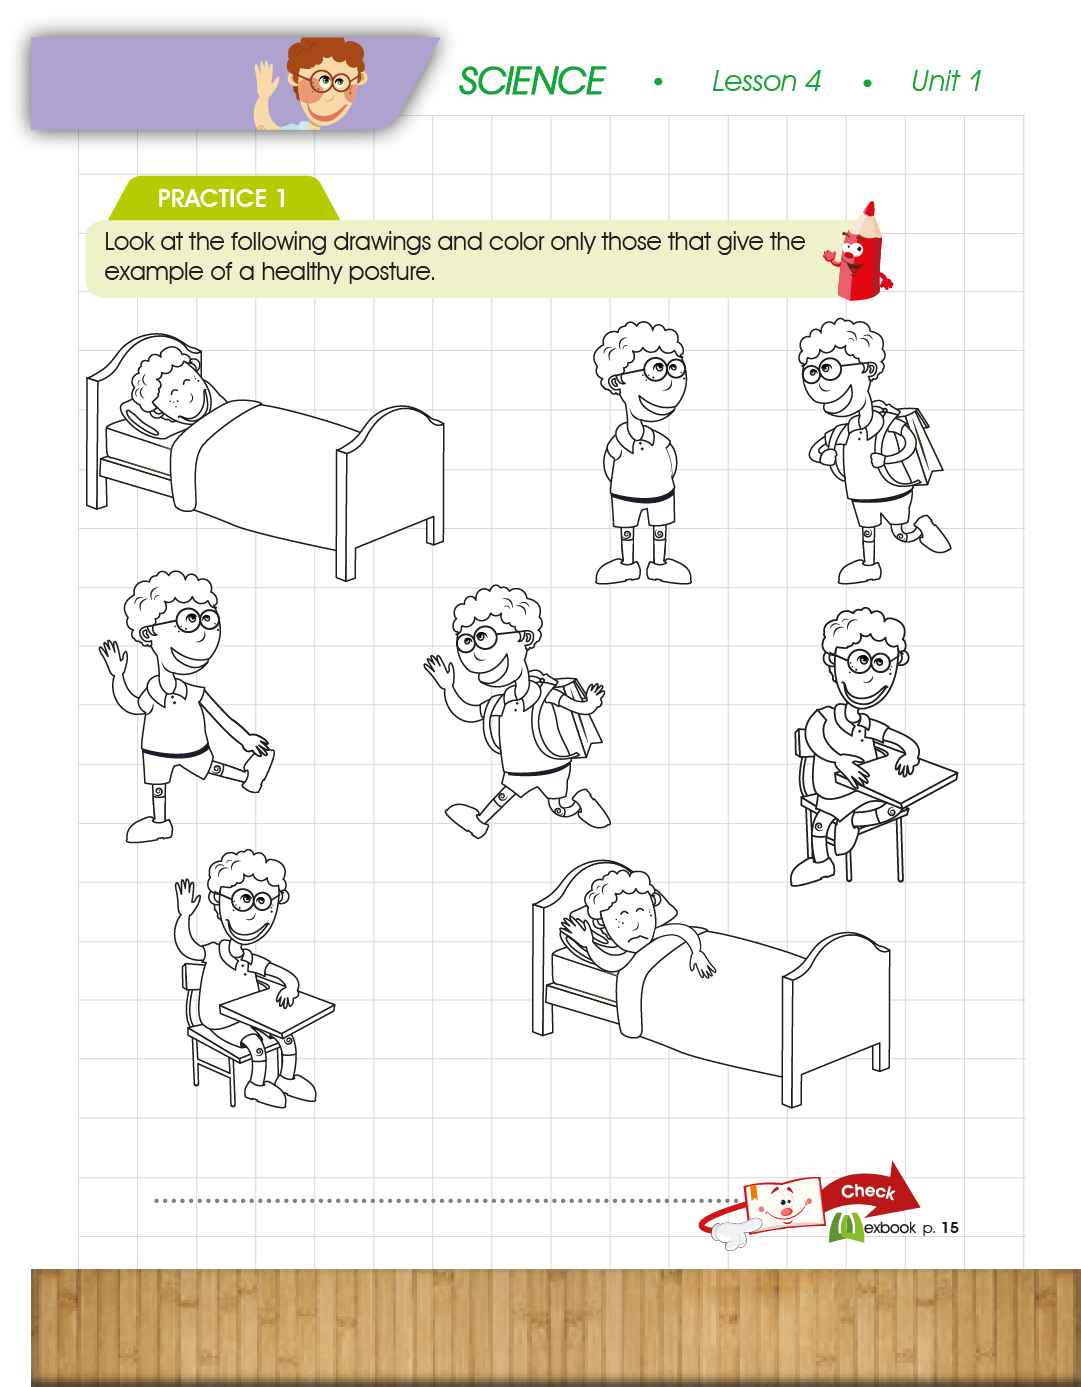 SCIENCE • Lesson 4 • Unit 1
PRACTICE 1
Look at the following drawings and color only those that give the
example of a healthy posture.
Check
exbook p. 15